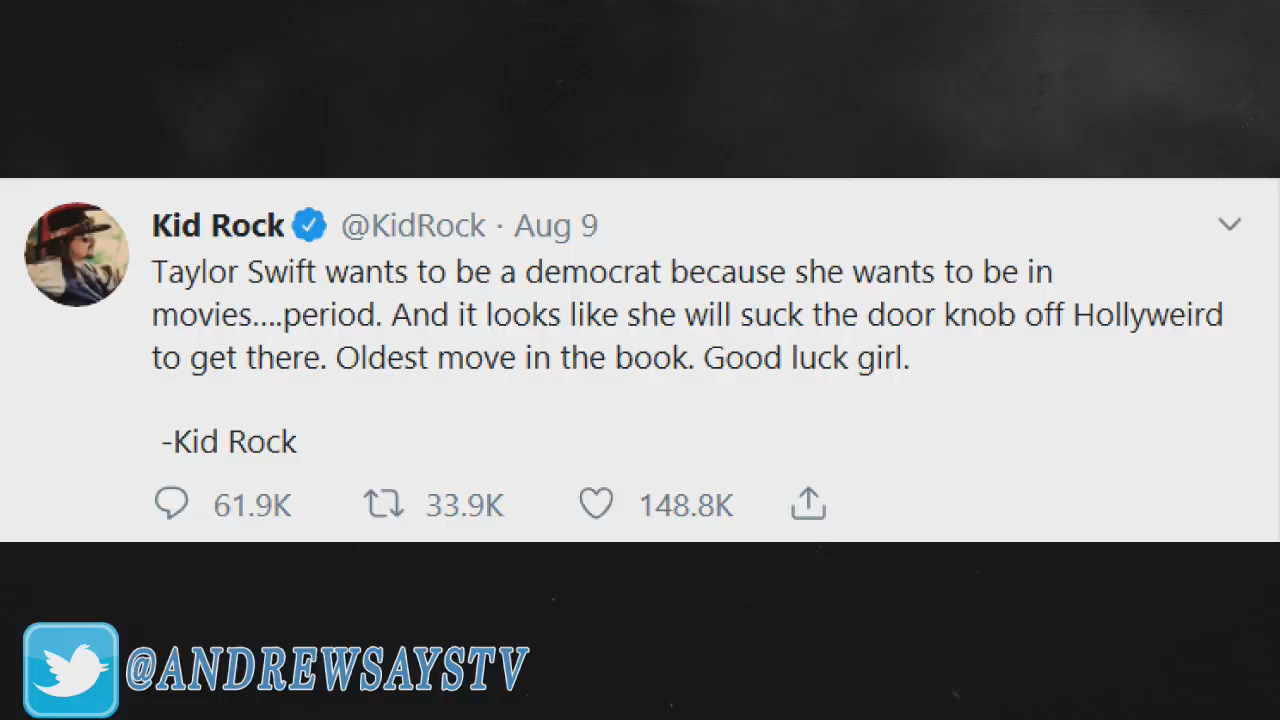 Kid Rock @KidRock · Aug 9
Taylor Swift wants to be a democrat because she wants to be in
movies....period. And it looks like she will suck the door knob off Hollyweird
to get there. Oldest move in the book. Good luck girl.
-Kid Rock
61.9K 33.9K 148.8K
@ANDREWSAYSTV